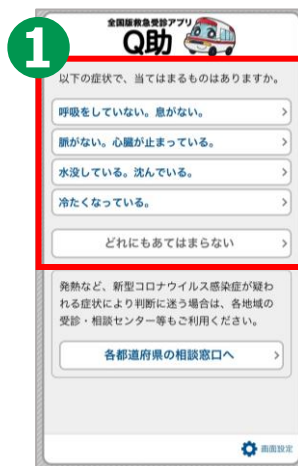 1
全国版救急受診アプリ
Q助
以下の症状で、当てはまるものはありますか。
呼吸をしていない。息がない。
脈がない。心臓が止まっている。
水没している。沈んでいる。
冷たくなっている。
どれにもあてはまらない
発熱など、新型コロナウイルス感染症が疑わ
れる症状により判断に迷う場合は、各地域の
受診・相談センター等もご利用ください。
各都道府県の相談窓口へ
画面設定